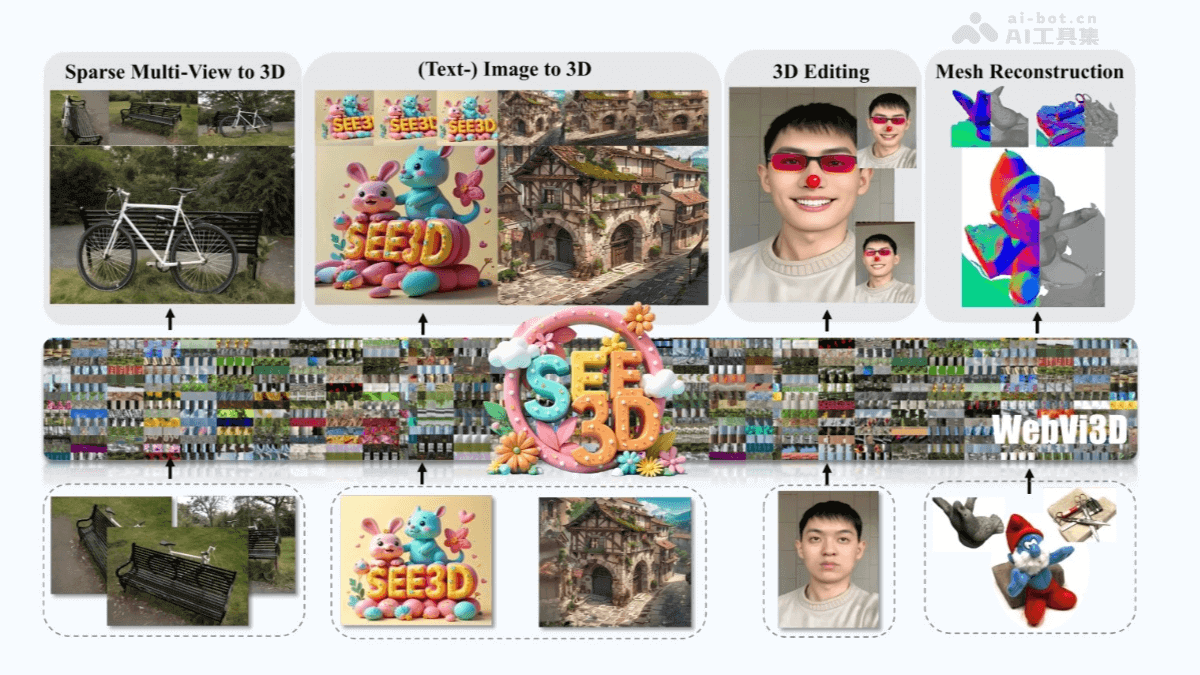 ai-bot.cn
AI工具集
Sparse Multi-View to 3D
(Text-) Image to 3D
3D Editing
Mesh Reconstruction
SEE3D
SEE3D
SEE3D
SEE3D
SEE
3D
WebVi3D
SEE3D